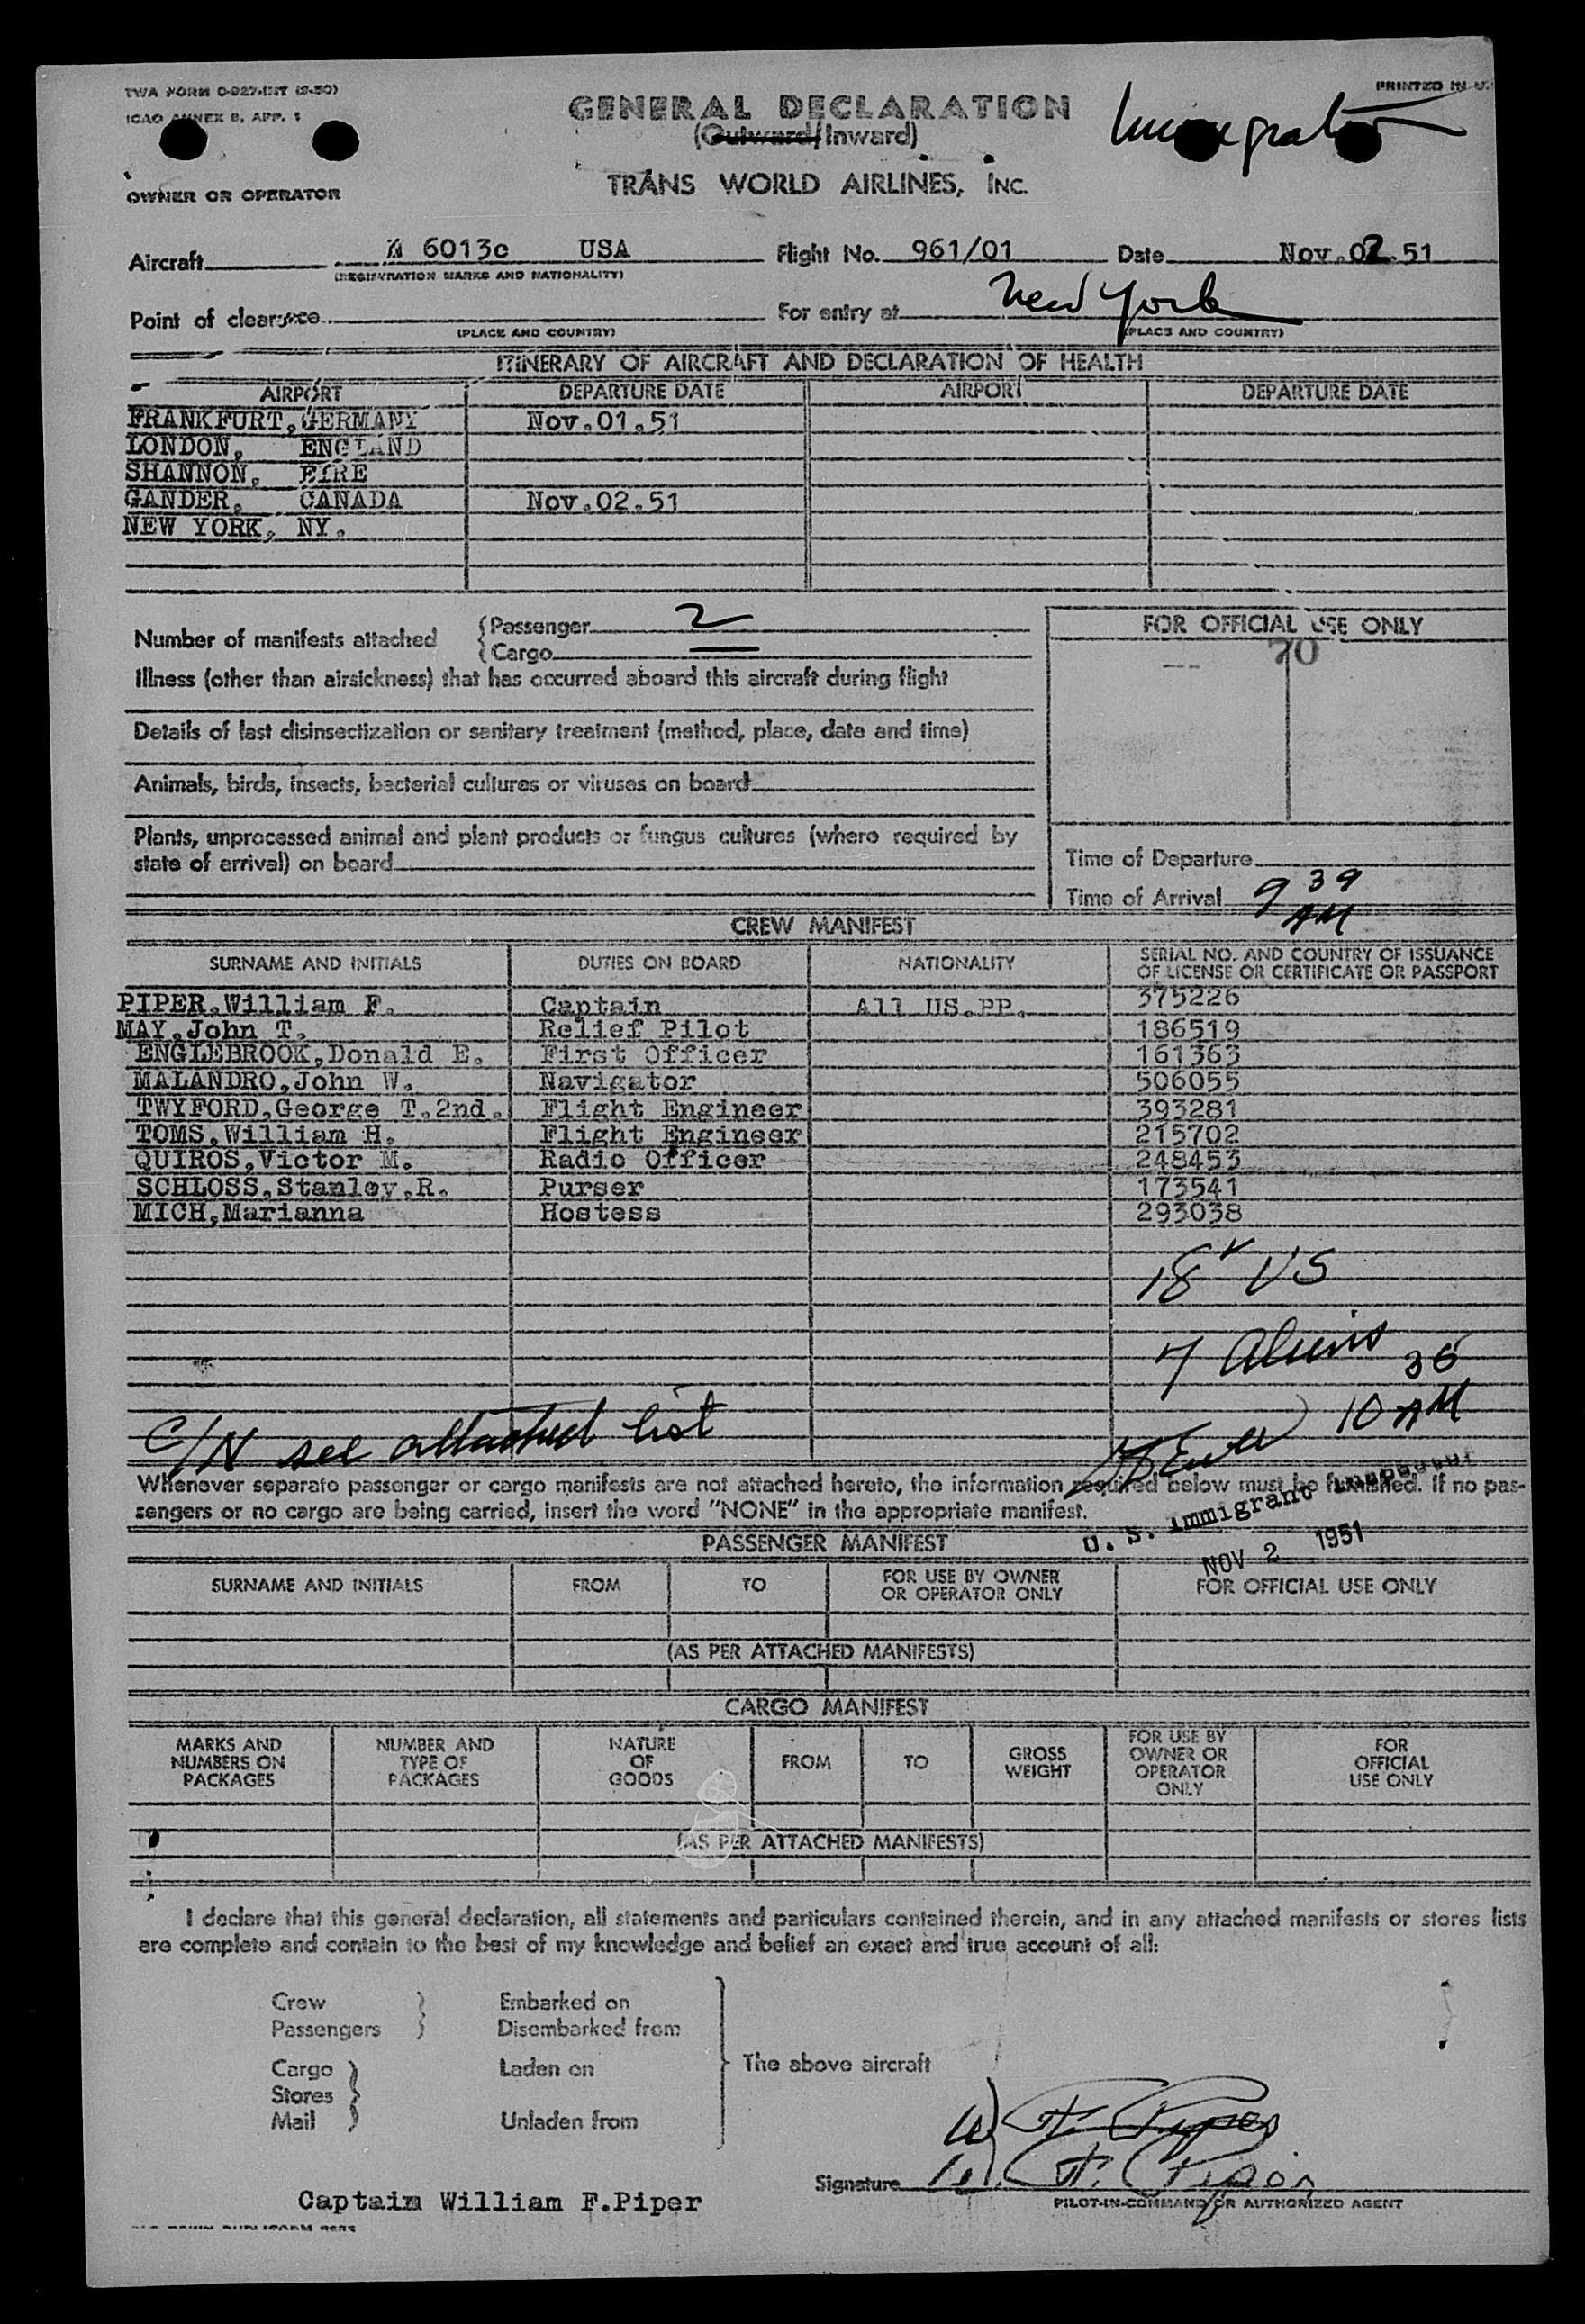 TWA FORM O-927-INT (9-50)
PRINTED IN U.
ICAO ANNEX 9, APP. 1
GENERAL DECLARATION
(Outward/Inward)
Immigration
TRANS WORLD AIRLINES, INC.
OWNER OR OPERATOR
Aircraft N 6013c USA Flight No. 961/01 Date Nov.02.51
(REGISTRATION MARKS AND NATIONALITY)
Point of clearance For entry at New York
(PLACE AND COUNTRY) (PLACE AND COUNTRY)
ITINERARY OF AIRCRAFT AND DECLARATION OF HEALTH
AIRPORT DEPARTURE DATE AIRPORT DEPARTURE DATE
FRANKFURT,GERMANY Nov.01.51
LONDON, ENGLAND
SHANNON, EIRE
GANDER, CANADA Nov.02.51
NEW YORK, NY.
Number of manifests attached { Passenger 2
{ Cargo —
FOR OFFICIAL USE ONLY
70
Illness (other than airsickness) that has occurred aboard this aircraft during flight
Details of last disinsectization or sanitary treatment (method, place, date and time)
Animals, birds, insects, bacterial cultures or viruses on board
Plants, unprocessed animal and plant products or fungus cultures (where required by
state of arrival) on board
Time of Departure
Time of Arrival 9 39 AM
CREW MANIFEST
SURNAME AND INITIALS DUTIES ON BOARD NATIONALITY SERIAL NO. AND COUNTRY OF ISSUANCE
OF LICENSE OR CERTIFICATE OR PASSPORT
PIPER,William F. Captain All US.PP. 375226
MAY,John T. Relief Pilot 186519
ENGLEBROOK,Donald E. First Officer 161363
MALANDRO,John W. Navigator 506055
TWYFORD,George T.2nd. Flight Engineer 393281
TOMS,William H. Flight Engineer 215702
QUIROS,Victor M. Radio Officer 248453
SCHLOSS,Stanley.R. Purser 173541
MICH,Marianna Hostess 293038
18 US
7 Aliens
10 35 AM
C/N see attached list
Whenever separate passenger or cargo manifests are not attached hereto, the information required below must be furnished. If no pas-
sengers or no cargo are being carried, insert the word "NONE" in the appropriate manifest.
U. S. Immigrant Inspector
NOV 2 1951
PASSENGER MANIFEST
SURNAME AND INITIALS FROM TO FOR USE BY OWNER
OR OPERATOR ONLY FOR OFFICIAL USE ONLY
(AS PER ATTACHED MANIFESTS)
CARGO MANIFEST
MARKS AND
NUMBERS ON
PACKAGES
NUMBER AND
TYPE OF
PACKAGES
NATURE
OF
GOODS
FROM
TO
GROSS
WEIGHT
FOR USE BY
OWNER OR
OPERATOR
ONLY
FOR
OFFICIAL
USE ONLY
(AS PER ATTACHED MANIFESTS)
I declare that this general declaration, all statements and particulars contained therein, and in any attached manifests or stores lists
are complete and contain to the best of my knowledge and belief an exact and true account of all:
Crew Embarked on
Passengers Disembarked from
Cargo Laden on The above aircraft
Stores
Mail Unladen from
W. F. Piper
Signature W. F. Piper
Captain William F.Piper
PILOT-IN-COMMAND OR AUTHORIZED AGENT